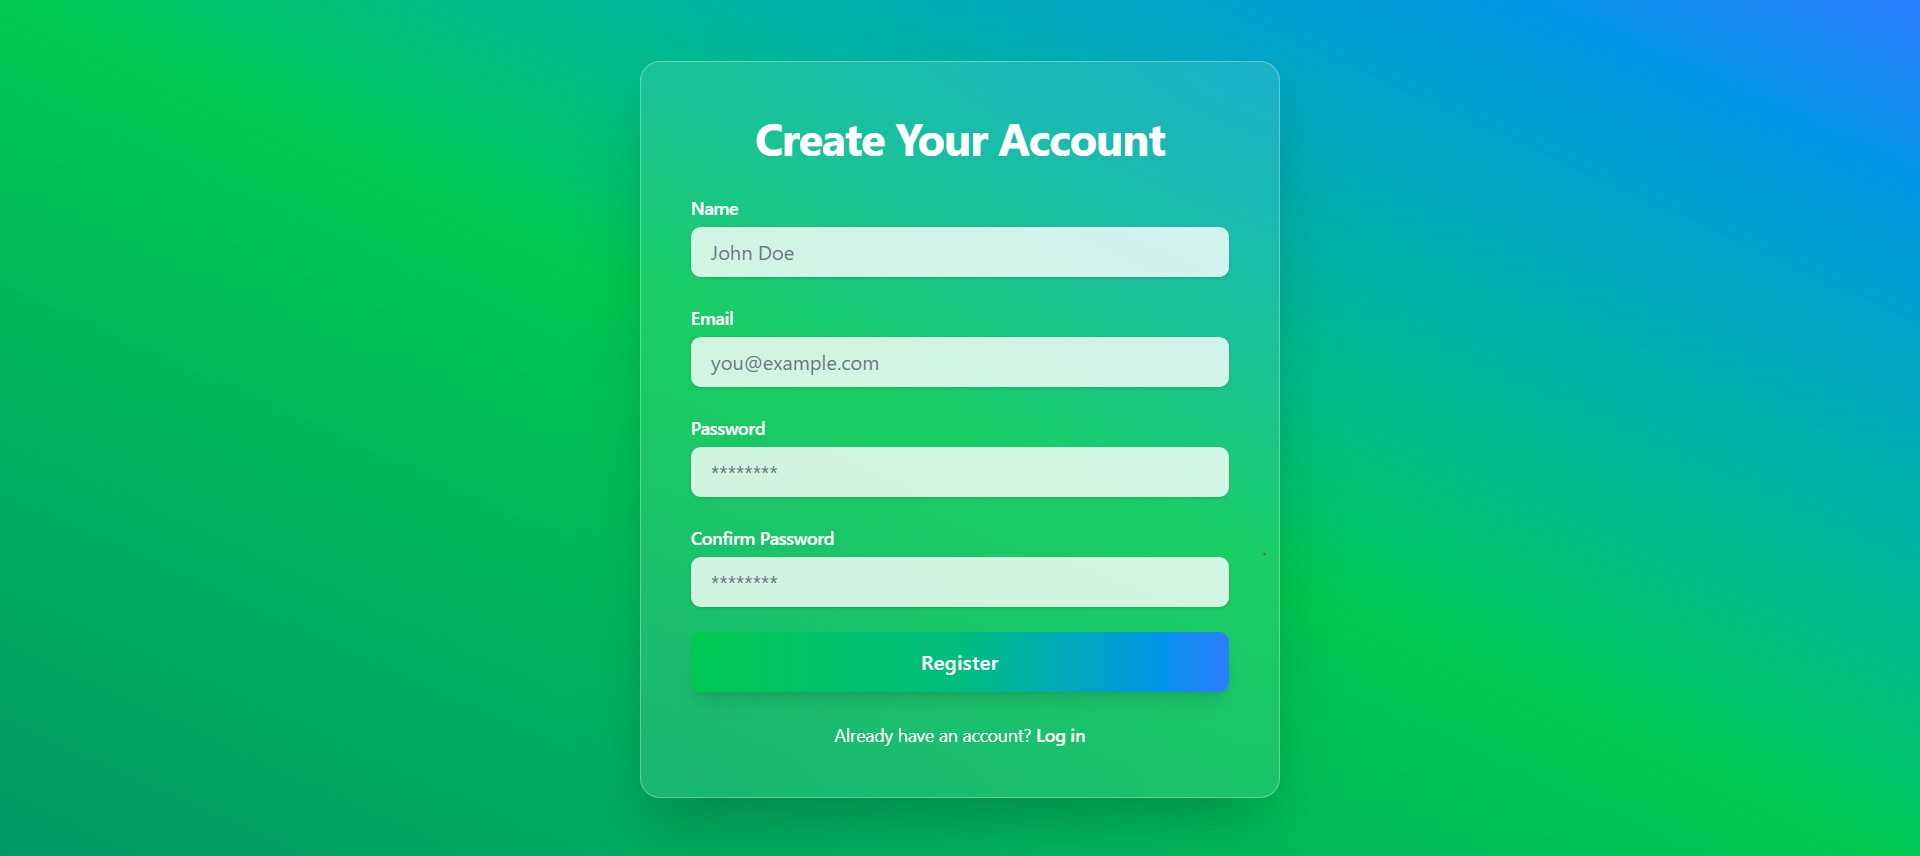 Create Your Account
Name
John Doe
Email
you@example.com
Password
********
Confirm Password
********
Register
Already have an account? Log in